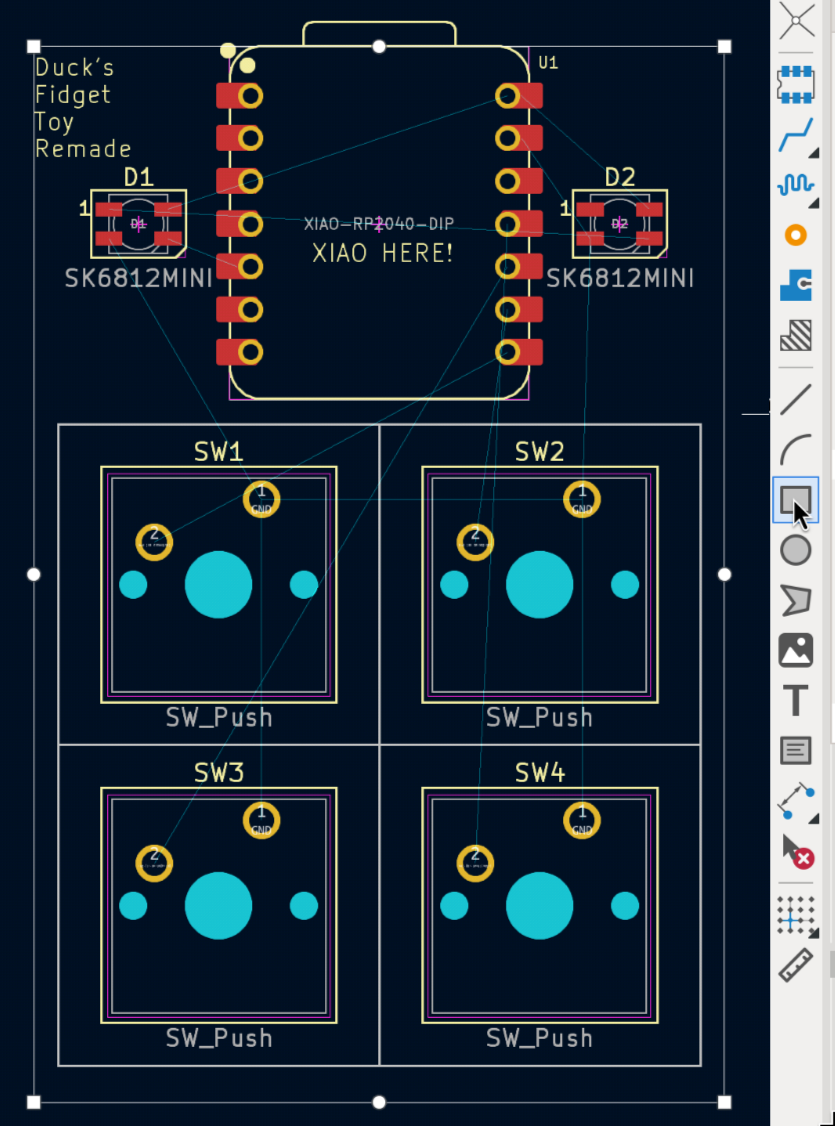 Duck's
Fidget
Toy
Remade
U1
D1
D2
1
D1
1
D2
XIAO-RP2040-DIP
XIAO HERE!
SK6812MINI
SK6812MINI
SW1
SW2
1
GND
2
1
GND
2
SW_Push
SW_Push
SW3
SW4
1
GND
2
1
GND
2
SW_Push
SW_Push
T